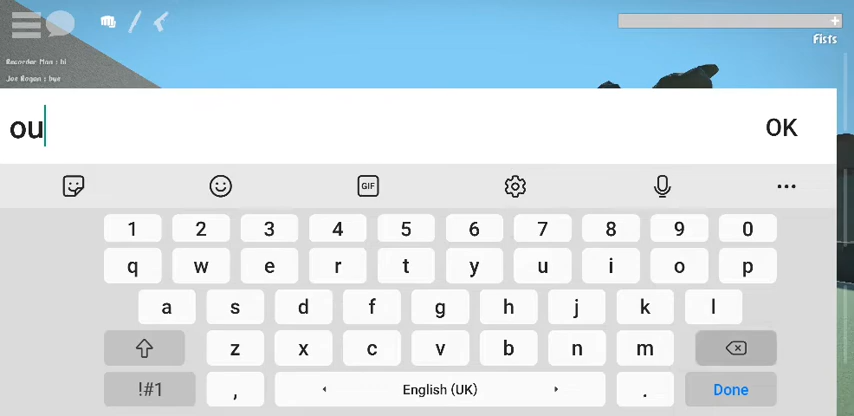 Fists
Recorder Man : hi
Joe Rogan : bye
ou
OK
GIF
1 2 3 4 5 6 7 8 9 0
q w e r t y u i o p
a s d f g h j k l
z x c v b n m
!#1 , English (UK) . Done